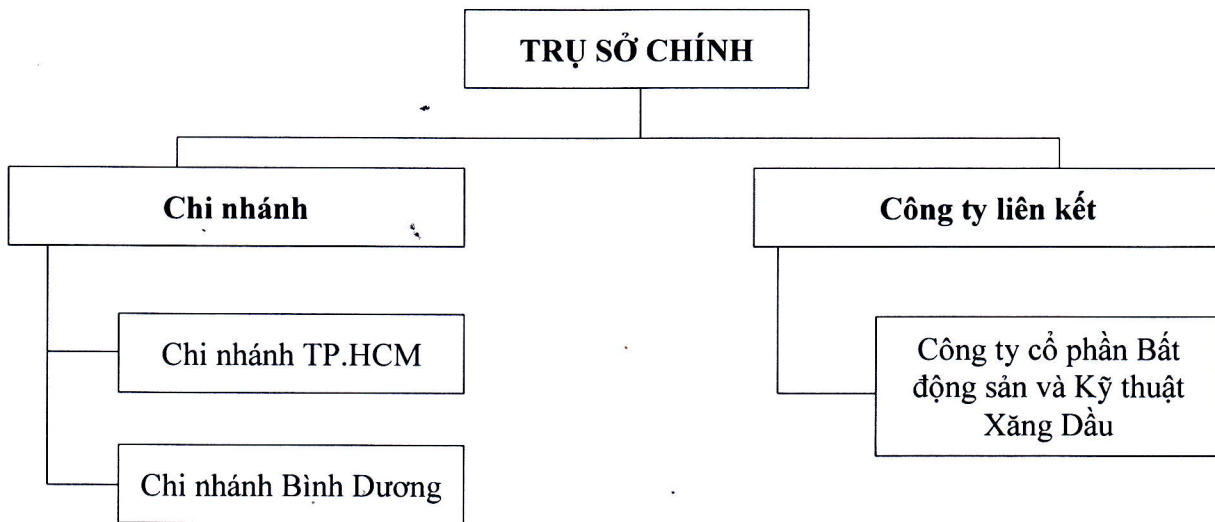 TRỤ SỞ CHÍNH
Chi nhánh
Công ty liên kết
Chi nhánh TP.HCM
Công ty cổ phần Bất
động sản và Kỹ thuật
Xăng Dầu
Chi nhánh Bình Dương